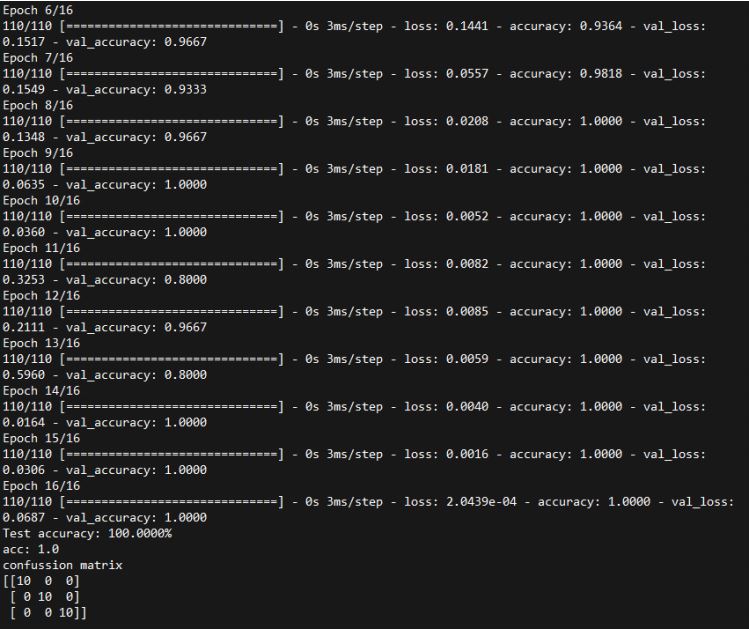 Epoch 6/16
110/110 [==============================] - 0s 3ms/step - loss: 0.1441 - accuracy: 0.9364 - val_loss:
0.1517 - val_accuracy: 0.9667
Epoch 7/16
110/110 [==============================] - 0s 3ms/step - loss: 0.0557 - accuracy: 0.9818 - val_loss:
0.1549 - val_accuracy: 0.9333
Epoch 8/16
110/110 [==============================] - 0s 3ms/step - loss: 0.0208 - accuracy: 1.0000 - val_loss:
0.1348 - val_accuracy: 0.9667
Epoch 9/16
110/110 [==============================] - 0s 3ms/step - loss: 0.0181 - accuracy: 1.0000 - val_loss:
0.0635 - val_accuracy: 1.0000
Epoch 10/16
110/110 [==============================] - 0s 3ms/step - loss: 0.0052 - accuracy: 1.0000 - val_loss:
0.0360 - val_accuracy: 1.0000
Epoch 11/16
110/110 [==============================] - 0s 3ms/step - loss: 0.0082 - accuracy: 1.0000 - val_loss:
0.3253 - val_accuracy: 0.8000
Epoch 12/16
110/110 [==============================] - 0s 3ms/step - loss: 0.0085 - accuracy: 1.0000 - val_loss:
0.2111 - val_accuracy: 0.9667
Epoch 13/16
110/110 [==============================] - 0s 3ms/step - loss: 0.0059 - accuracy: 1.0000 - val_loss:
0.5960 - val_accuracy: 0.8000
Epoch 14/16
110/110 [==============================] - 0s 3ms/step - loss: 0.0040 - accuracy: 1.0000 - val_loss:
0.0164 - val_accuracy: 1.0000
Epoch 15/16
110/110 [==============================] - 0s 3ms/step - loss: 0.0016 - accuracy: 1.0000 - val_loss:
0.0306 - val_accuracy: 1.0000
Epoch 16/16
110/110 [==============================] - 0s 3ms/step - loss: 2.0439e-04 - accuracy: 1.0000 - val_loss:
0.0687 - val_accuracy: 1.0000
Test accuracy: 100.0000%
acc: 1.0
confussion matrix
[[10  0  0]
 [ 0 10  0]
 [ 0  0 10]]